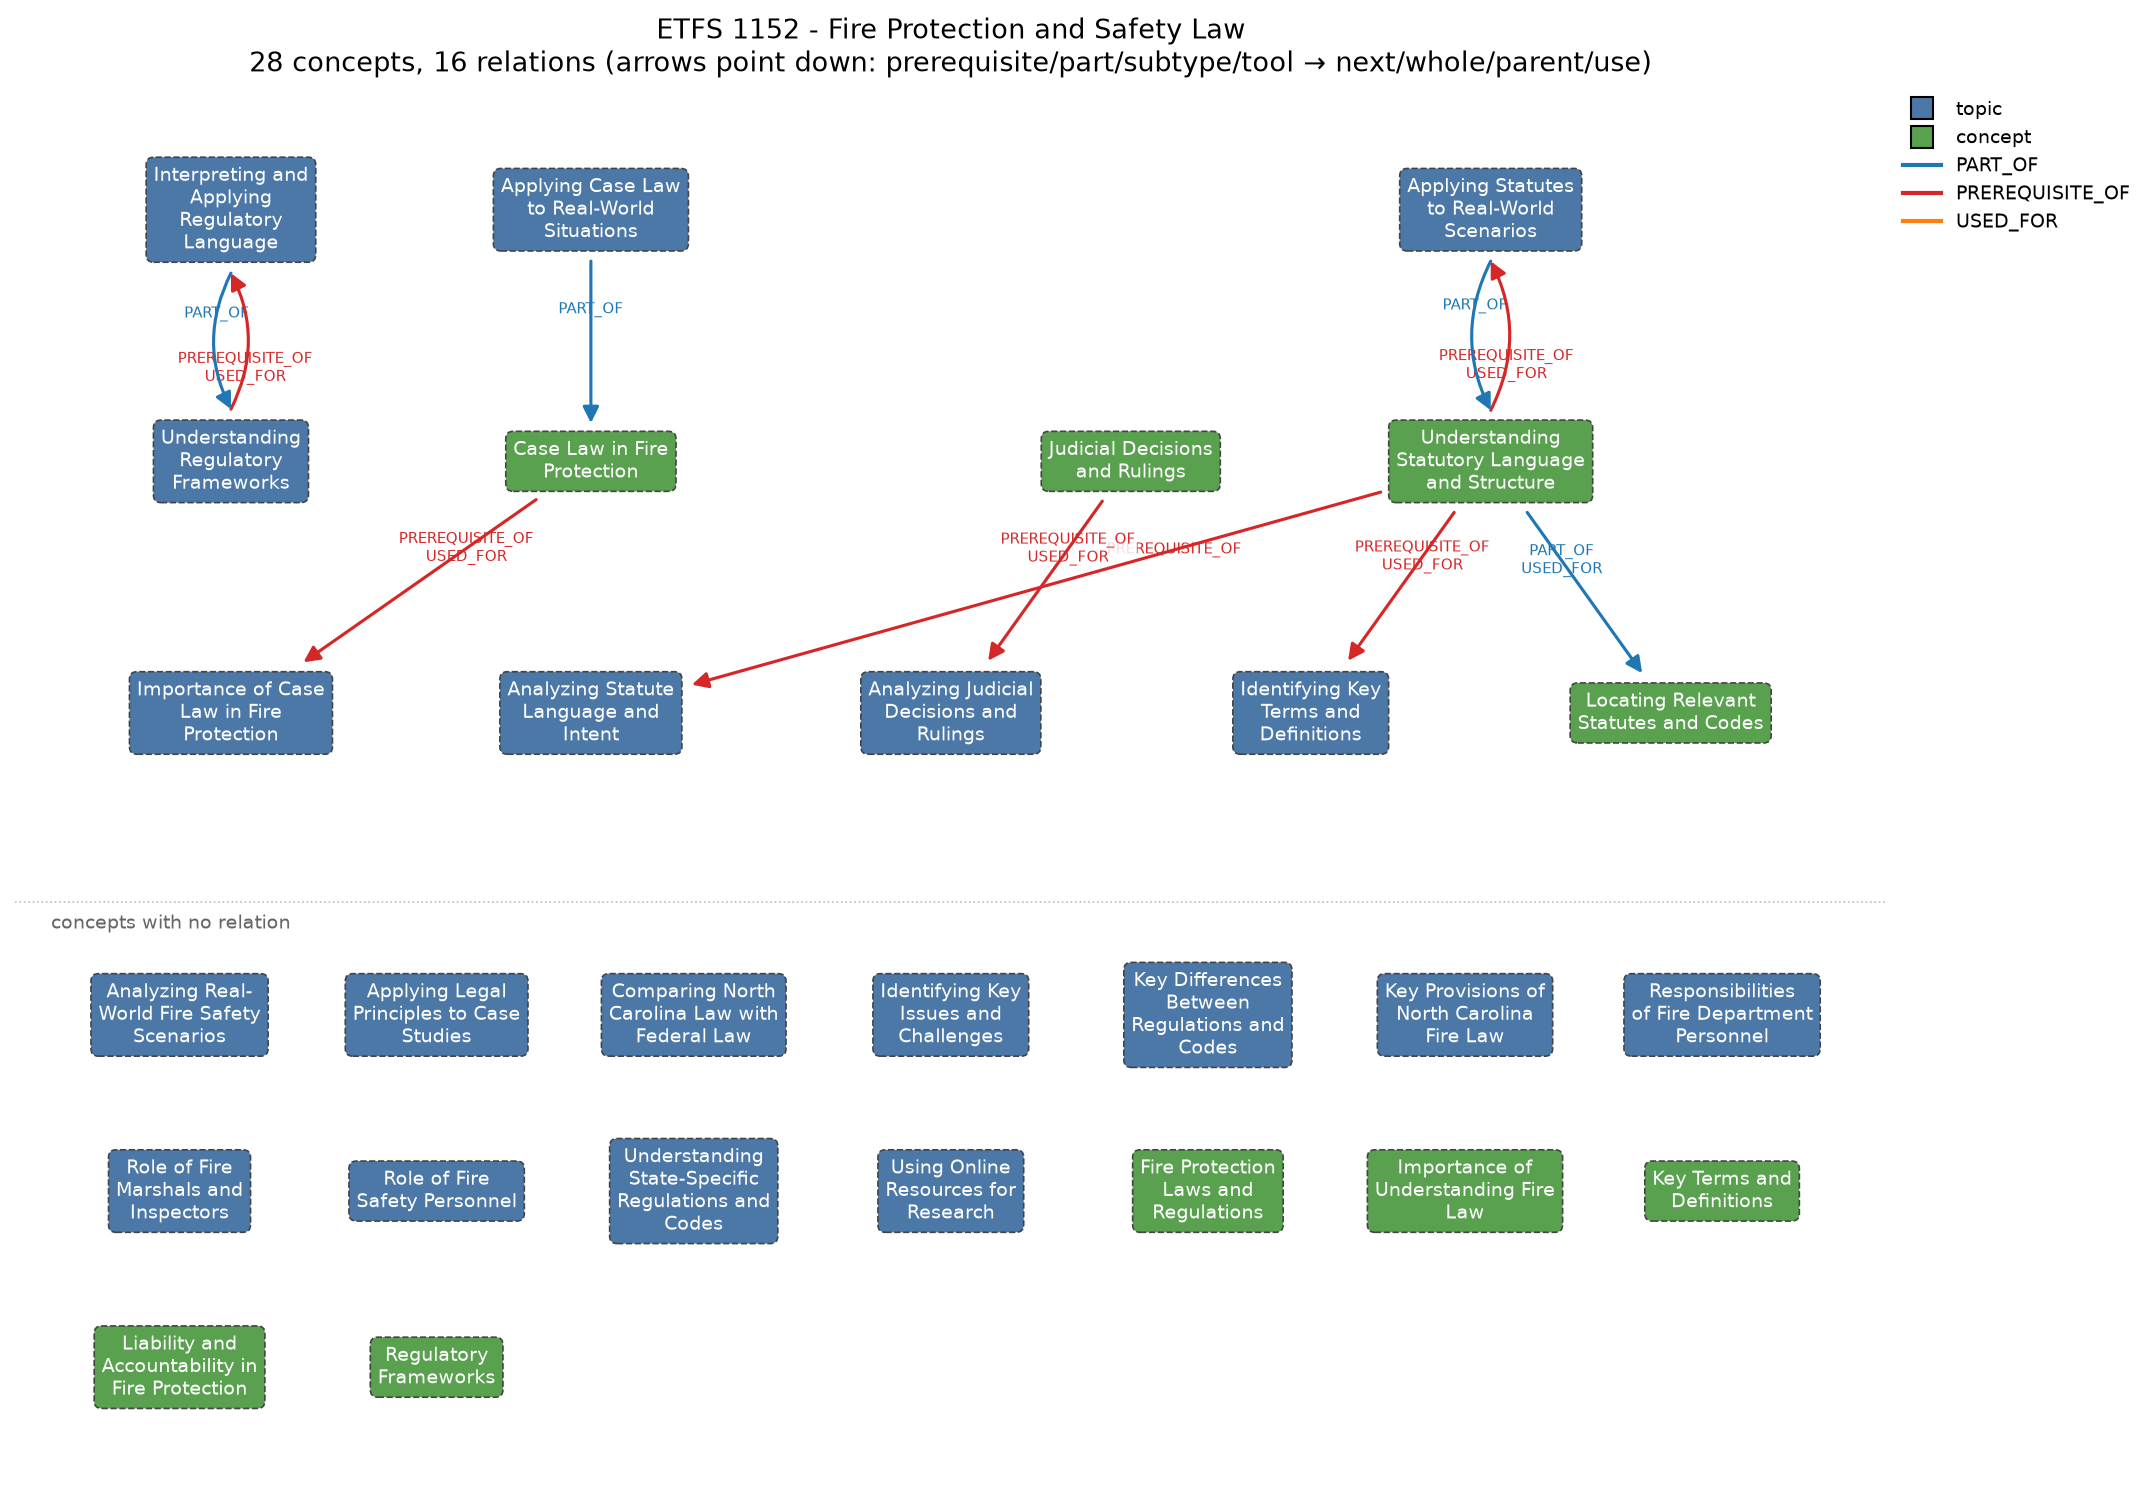 ETFS 1152 - Fire Protection and Safety Law
28 concepts, 16 relations (arrows point down: prerequisite/part/subtype/tool → next/whole/parent/use)
topic
concept
PART_OF
PREREQUISITE_OF
USED_FOR
Interpreting and
Applying
Regulatory
Language
Applying Case Law
to Real-World
Situations
Applying Statutes
to Real-World
Scenarios
PART_OF
PREREQUISITE_OF
USED_FOR
PART_OF
PART_OF
PREREQUISITE_OF
USED_FOR
Understanding
Regulatory
Frameworks
Case Law in Fire
Protection
Judicial Decisions
and Rulings
Understanding
Statutory Language
and Structure
PREREQUISITE_OF
USED_FOR
PREREQUISITE_OF
USED_FOR
PREREQUISITE_OF
PREREQUISITE_OF
USED_FOR
PART_OF
USED_FOR
Importance of Case
Law in Fire
Protection
Analyzing Statute
Language and
Intent
Analyzing Judicial
Decisions and
Rulings
Identifying Key
Terms and
Definitions
Locating Relevant
Statutes and Codes
concepts with no relation
Analyzing Real-
World Fire Safety
Scenarios
Applying Legal
Principles to Case
Studies
Comparing North
Carolina Law with
Federal Law
Identifying Key
Issues and
Challenges
Key Differences
Between
Regulations and
Codes
Key Provisions of
North Carolina
Fire Law
Responsibilities
of Fire Department
Personnel
Role of Fire
Marshals and
Inspectors
Role of Fire
Safety Personnel
Understanding
State-Specific
Regulations and
Codes
Using Online
Resources for
Research
Fire Protection
Laws and
Regulations
Importance of
Understanding Fire
Law
Key Terms and
Definitions
Liability and
Accountability in
Fire Protection
Regulatory
Frameworks